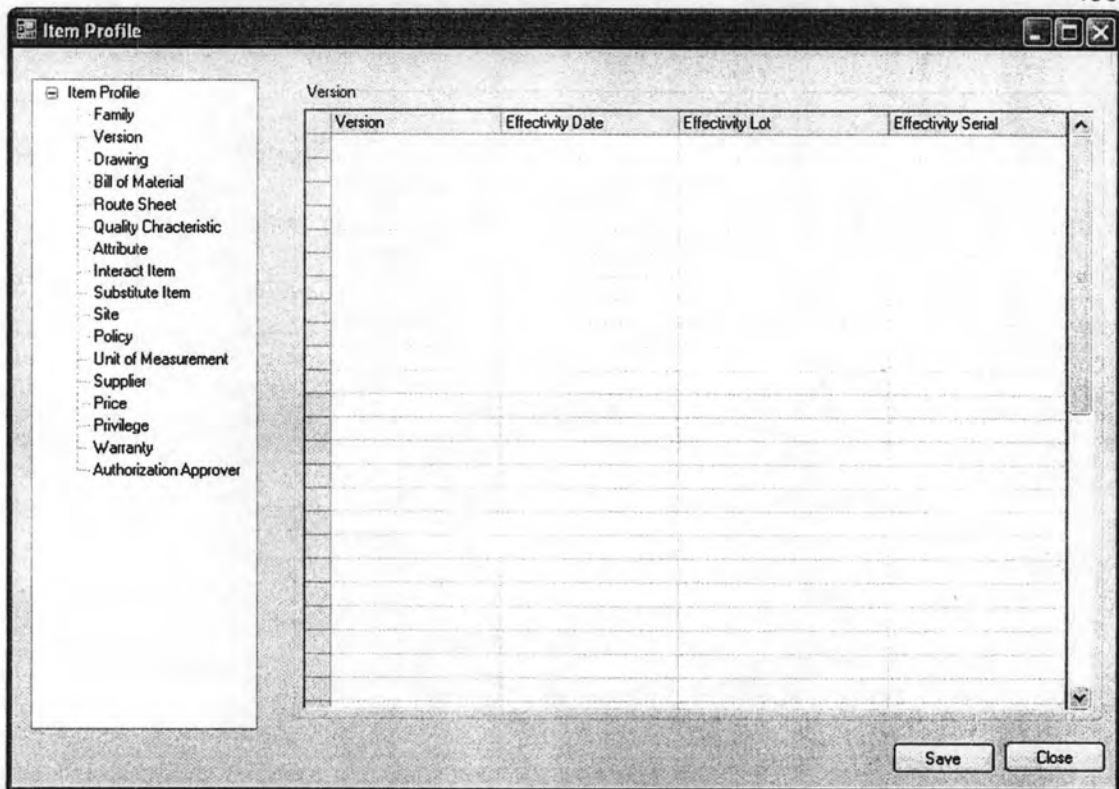 Item Profile
Item Profile
Family
Version
Drawing
Bill of Material
Route Sheet
Quality Chracteristic
Attribute
Interact Item
Substitute Item
Site
Policy
Unit of Measurement
Supplier
Price
Privilege
Warranty
Authorization Approver
Version
Version Effectivity Date Effectivity Lot Effectivity Serial
Save Close